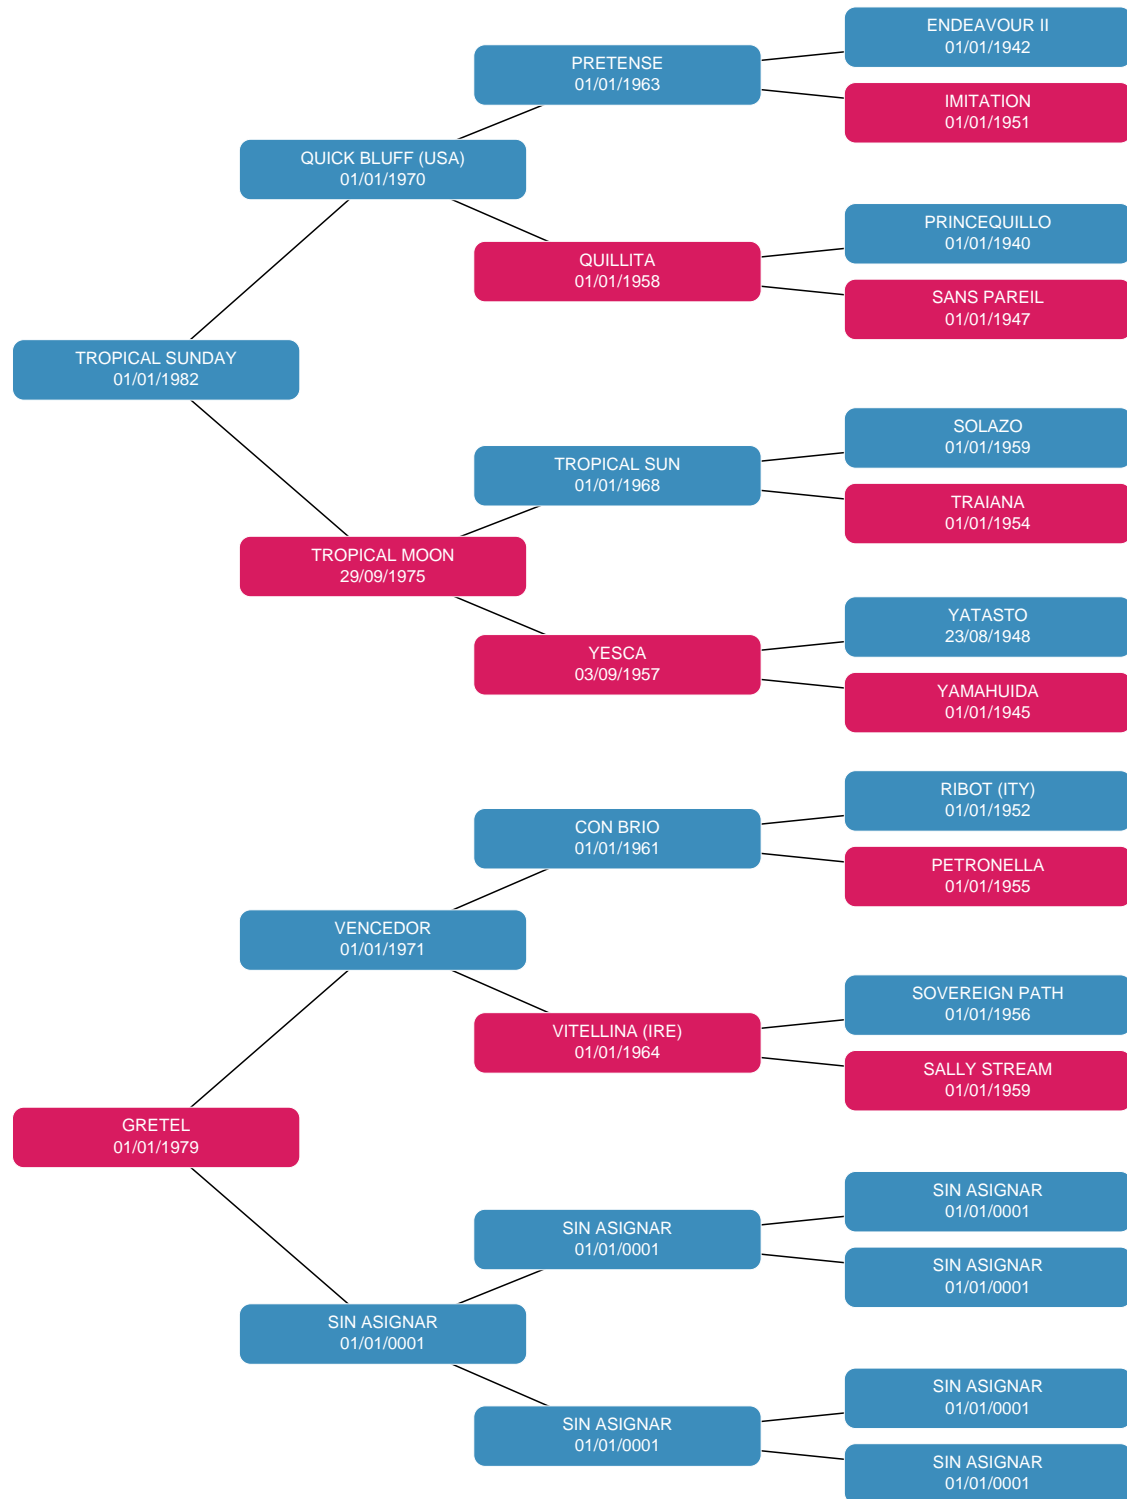 ENDEAVOUR II
01/01/1942
PRETENSE
01/01/1963
IMITATION
01/01/1951
QUICK BLUFF (USA)
01/01/1970
PRINCEQUILLO
01/01/1940
QUILLITA
01/01/1958
SANS PAREIL
01/01/1947
TROPICAL SUNDAY
01/01/1982
SOLAZO
01/01/1959
TROPICAL SUN
01/01/1968
TRAIANA
01/01/1954
TROPICAL MOON
29/09/1975
YATASTO
23/08/1948
YESCA
03/09/1957
YAMAHUIDA
01/01/1945
RIBOT (ITY)
01/01/1952
CON BRIO
01/01/1961
PETRONELLA
01/01/1955
VENCEDOR
01/01/1971
SOVEREIGN PATH
01/01/1956
VITELLINA (IRE)
01/01/1964
SALLY STREAM
01/01/1959
GRETEL
01/01/1979
SIN ASIGNAR
01/01/0001
SIN ASIGNAR
01/01/0001
SIN ASIGNAR
01/01/0001
SIN ASIGNAR
01/01/0001
SIN ASIGNAR
01/01/0001
SIN ASIGNAR
01/01/0001
SIN ASIGNAR
01/01/0001